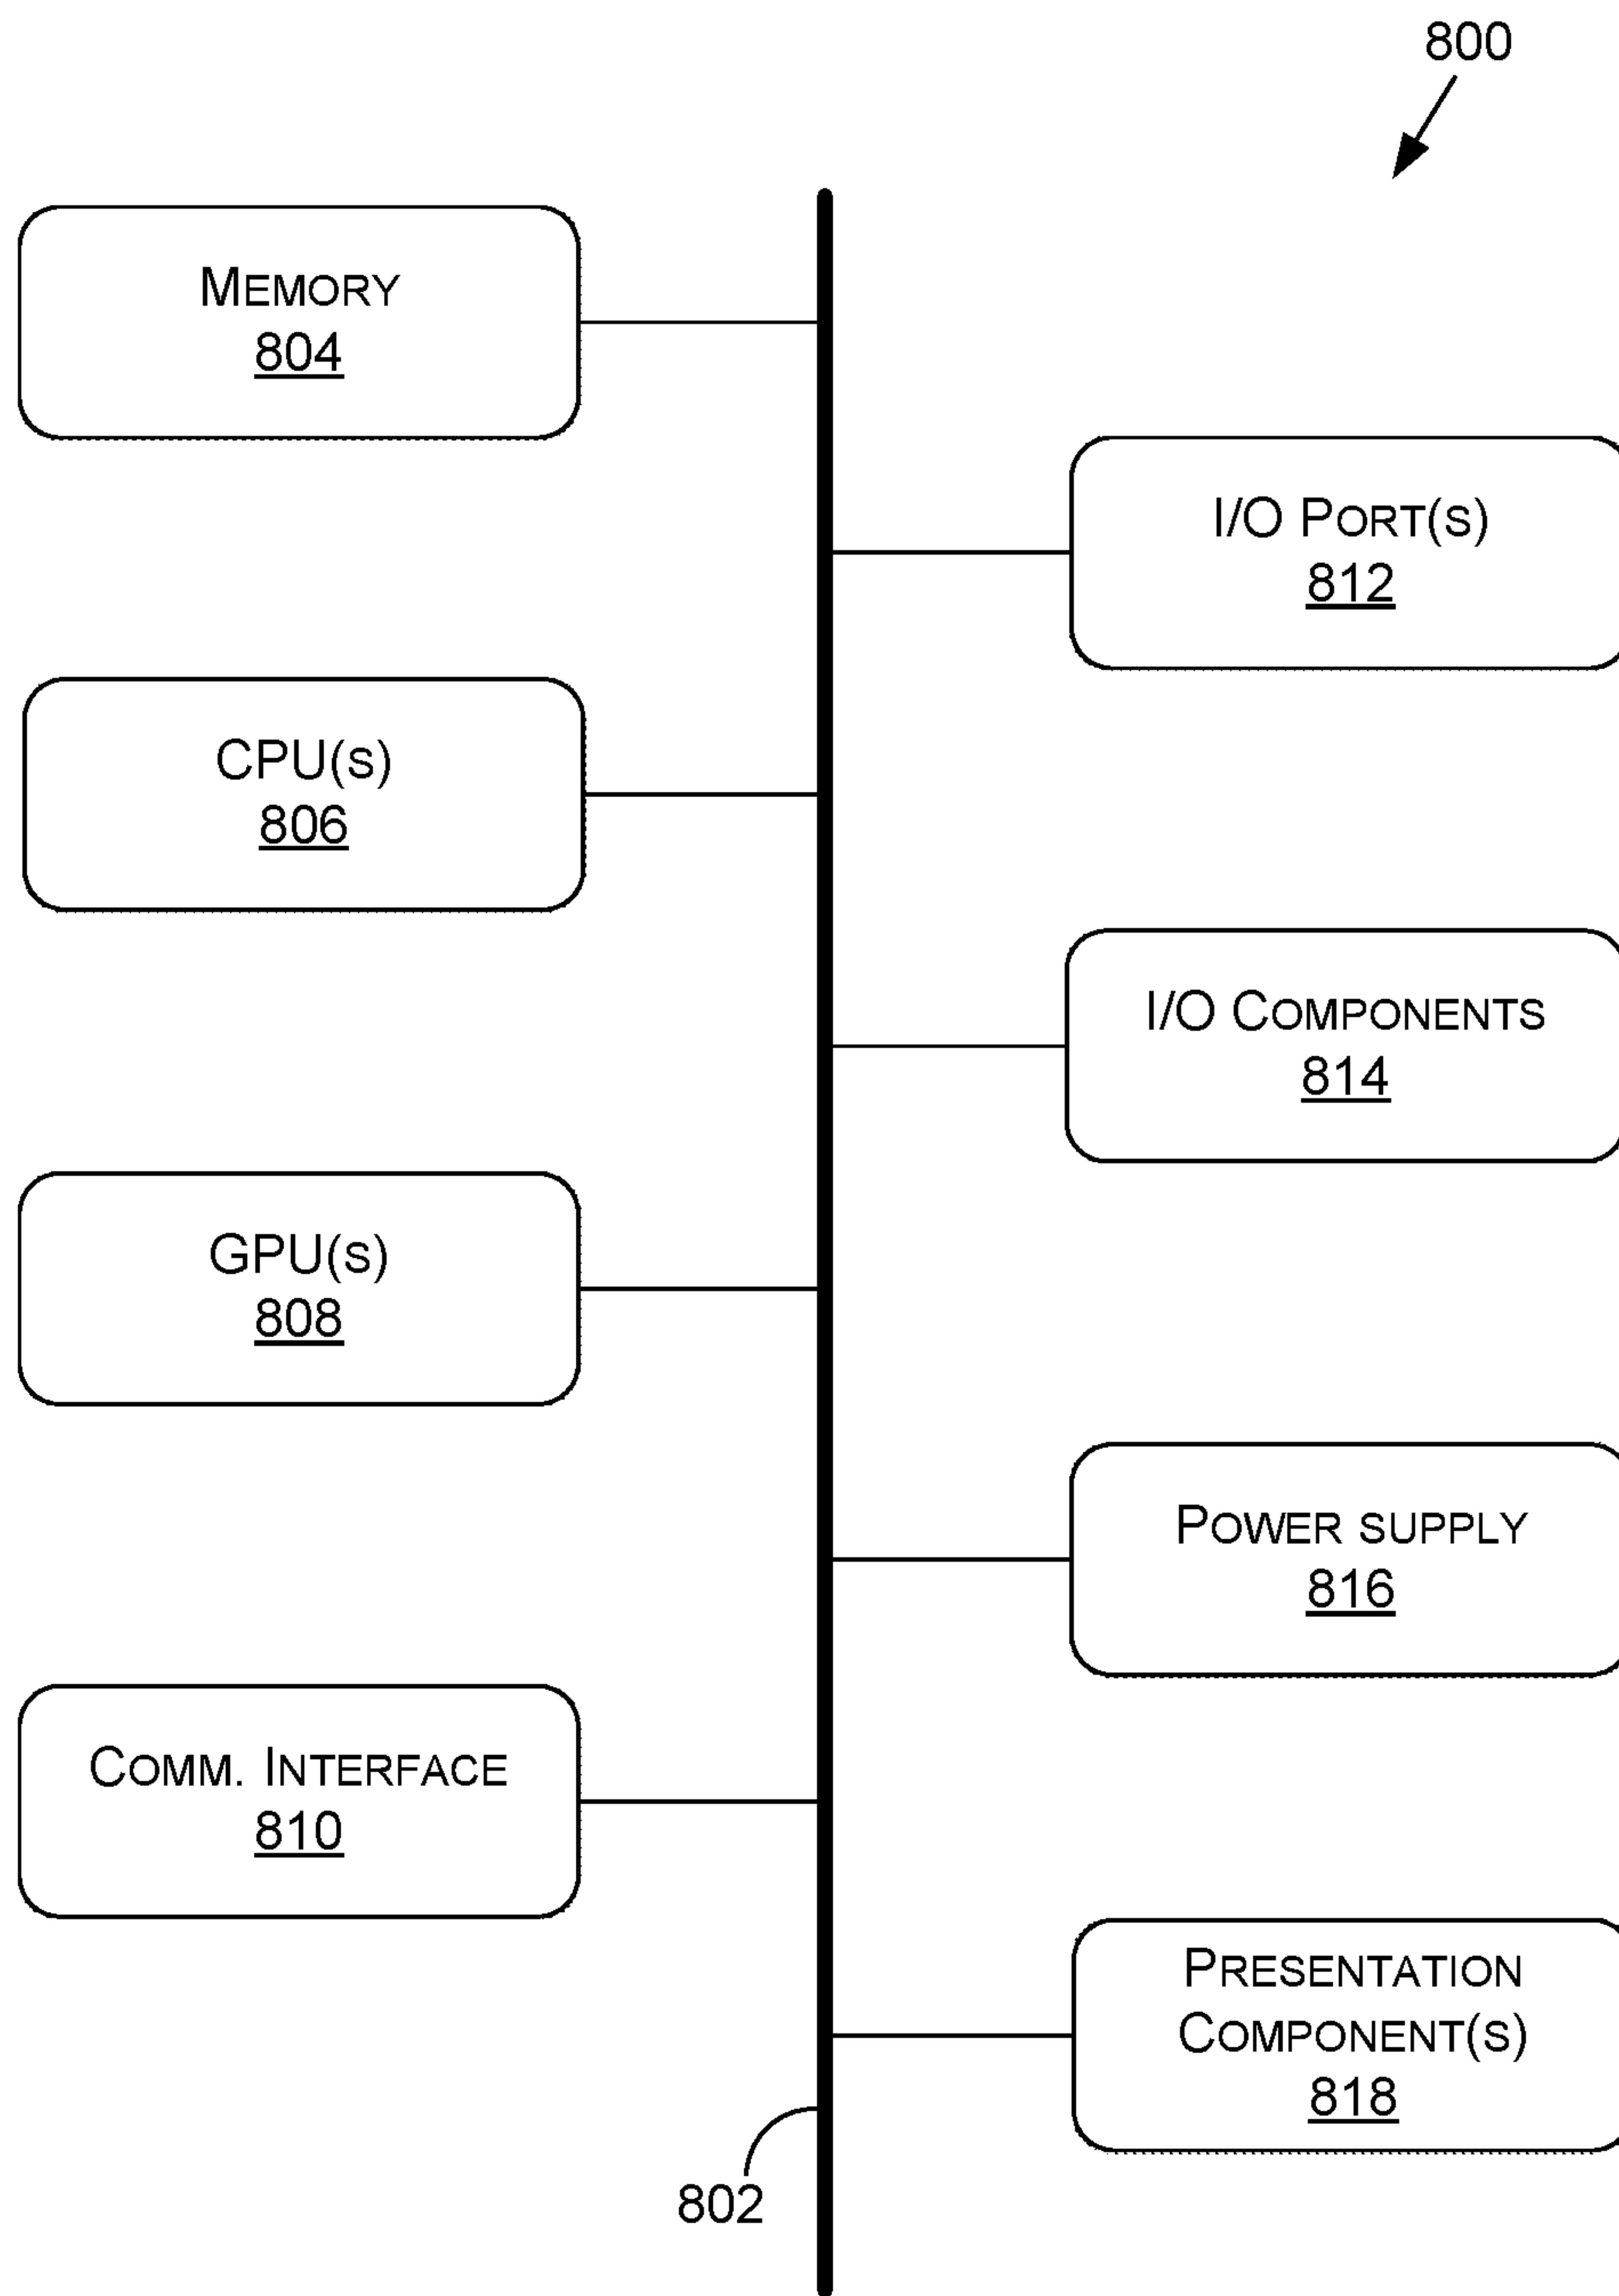 800
MEMORY
804
I/O PORT(S)
812
CPU(S)
806
I/O COMPONENTS
814
GPU(S)
808
POWER SUPPLY
816
COMM. INTERFACE
810
PRESENTATION
COMPONENT(S)
818
802